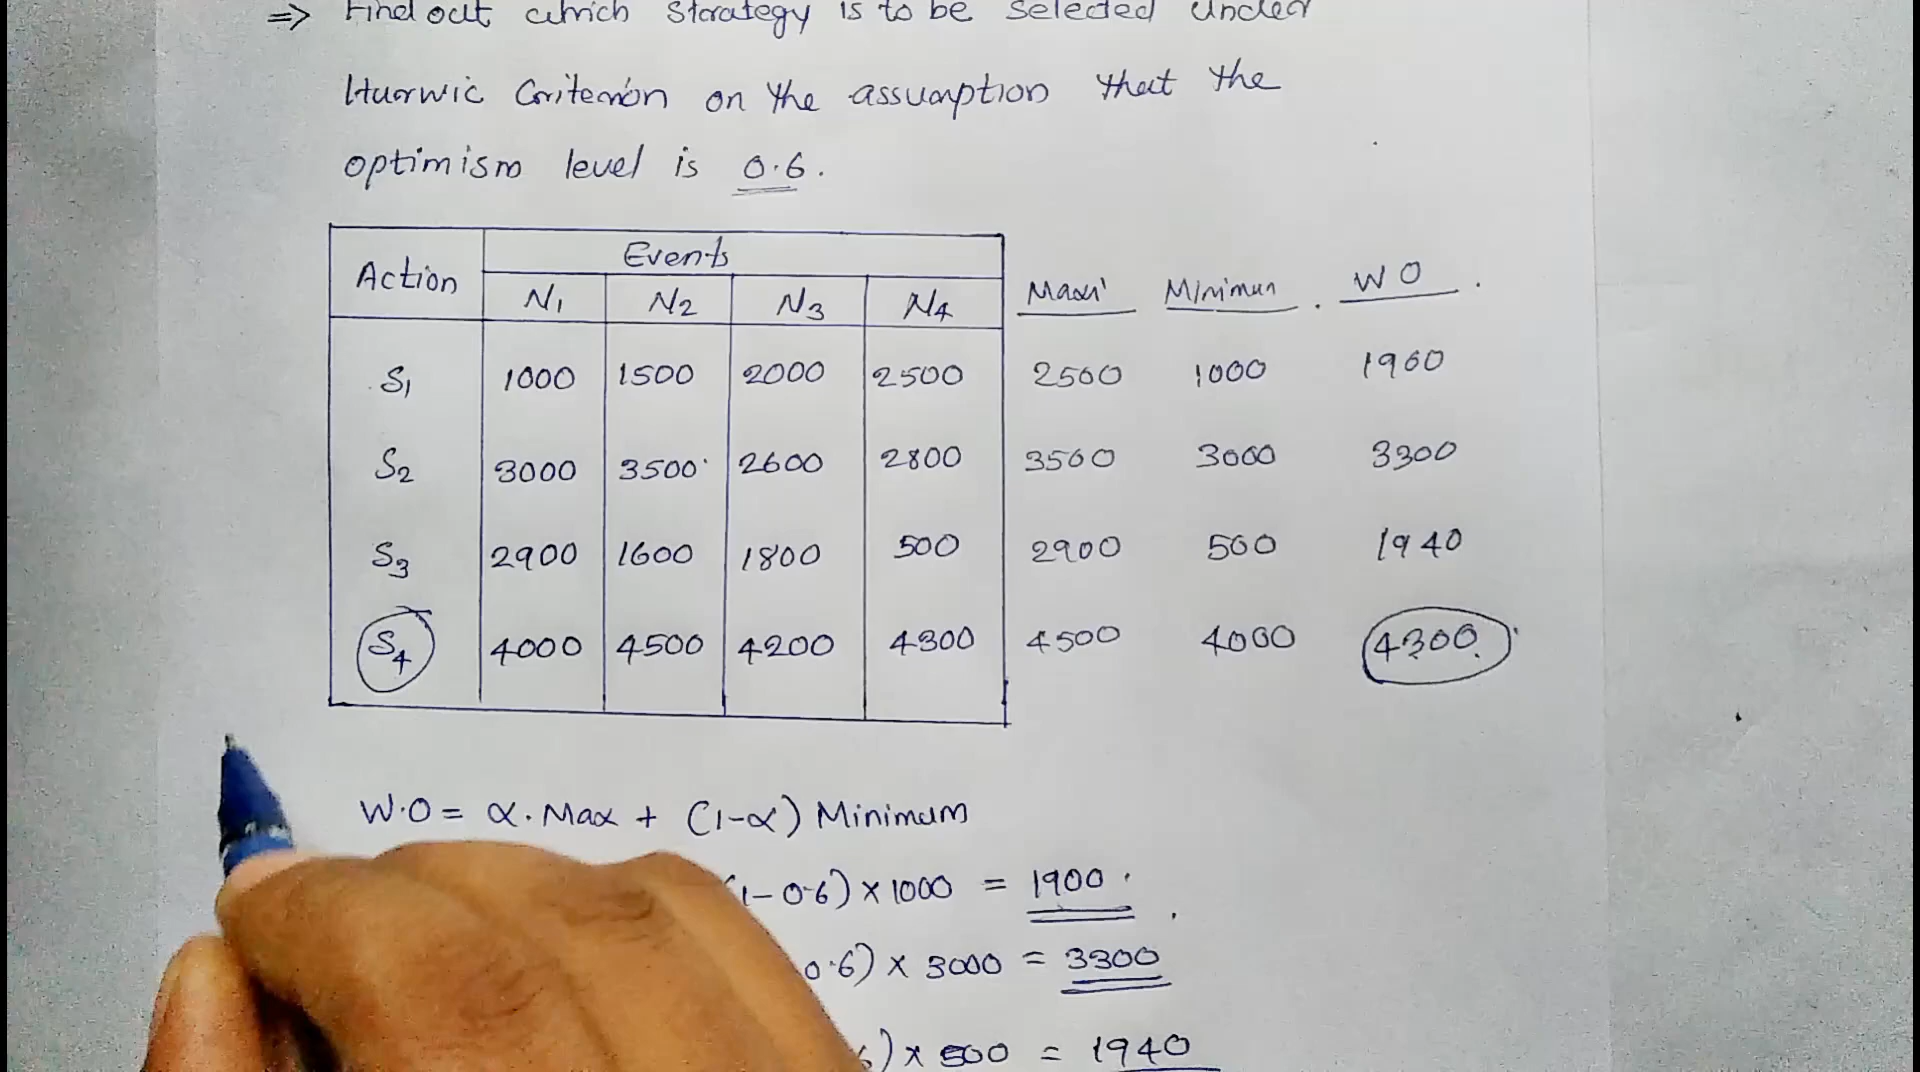 => Find out which strategy is to be selected under
Hurwic Criterion on the assumption that the
optimism level is 0.6.
Action Events Maxi Minimum . W O .
N1 N2 N3 N4
S1 1000 1500 2000 2500 2500 1000 1900
S2 3000 3500 2600 2800 3500 3000 3300
S3 2900 1600 1800 500 2900 500 1940
S4 4000 4500 4200 4300 4500 4000 4300
W.O = α. Max + (1-α) Minimum
(1-0.6) x 1000 = 1900
0.6) x 3000 = 3300
) x 500 = 1940